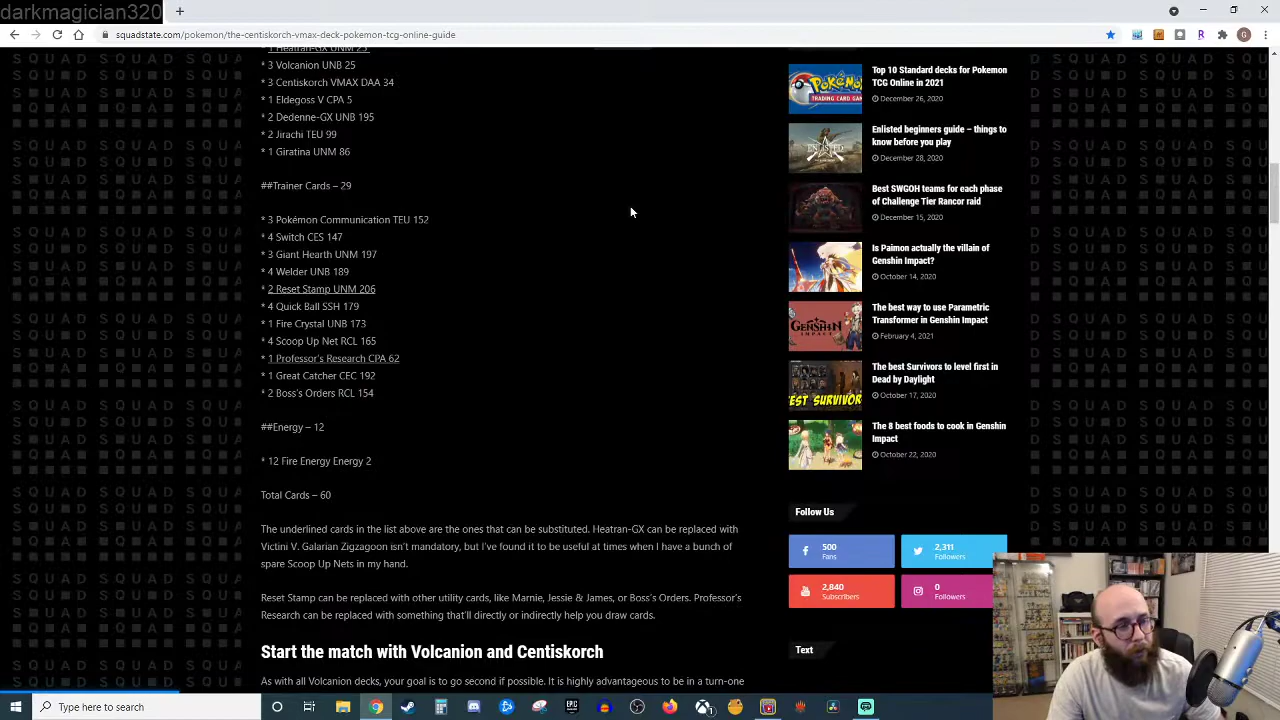 darkmagician320
squadstate.com/pokemon/the-centiskorch-vmax-deck-pokemon-tcg-online-guide
* 1 Heatran-GX UNM 25
* 3 Volcanion UNB 25
* 3 Centiskorch VMAX DAA 34
* 1 Eldegoss V CPA 5
* 2 Dedenne-GX UNB 195
* 2 Jirachi TEU 99
* 1 Giratina UNM 86
##Trainer Cards – 29
* 3 Pokémon Communication TEU 152
* 4 Switch CES 147
* 3 Giant Hearth UNM 197
* 4 Welder UNB 189
* 2 Reset Stamp UNM 206
* 4 Quick Ball SSH 179
* 1 Fire Crystal UNB 173
* 4 Scoop Up Net RCL 165
* 1 Professor's Research CPA 62
* 1 Great Catcher CEC 192
* 2 Boss's Orders RCL 154
##Energy – 12
* 12 Fire Energy Energy 2
Total Cards – 60
The underlined cards in the list above are the ones that can be substituted. Heatran-GX can be replaced with
Victini V. Galarian Zigzagoon isn't mandatory, but I've found it to be useful at times when I have a bunch of
spare Scoop Up Nets in my hand.
Reset Stamp can be replaced with other utility cards, like Marnie, Jessie & James, or Boss's Orders. Professor's
Research can be replaced with something that'll directly or indirectly help you draw cards.
Start the match with Volcanion and Centiskorch
As with all Volcanion decks, your goal is to go second if possible. It is highly advantageous to be in a turn-one
Top 10 Standard decks for Pokemon
TCG Online in 2021
December 26, 2020
Enlisted beginners guide – things to
know before you play
December 28, 2020
Best SWGOH teams for each phase
of Challenge Tier Rancor raid
December 15, 2020
Is Paimon actually the villain of
Genshin Impact?
October 14, 2020
The best way to use Parametric
Transformer in Genshin Impact
February 4, 2021
The best Survivors to level first in
Dead by Daylight
October 17, 2020
The 8 best foods to cook in Genshin
Impact
October 22, 2020
Follow Us
500
Fans
2,311
Followers
2,840
Subscribers
0
Followers
Text
Type here to search